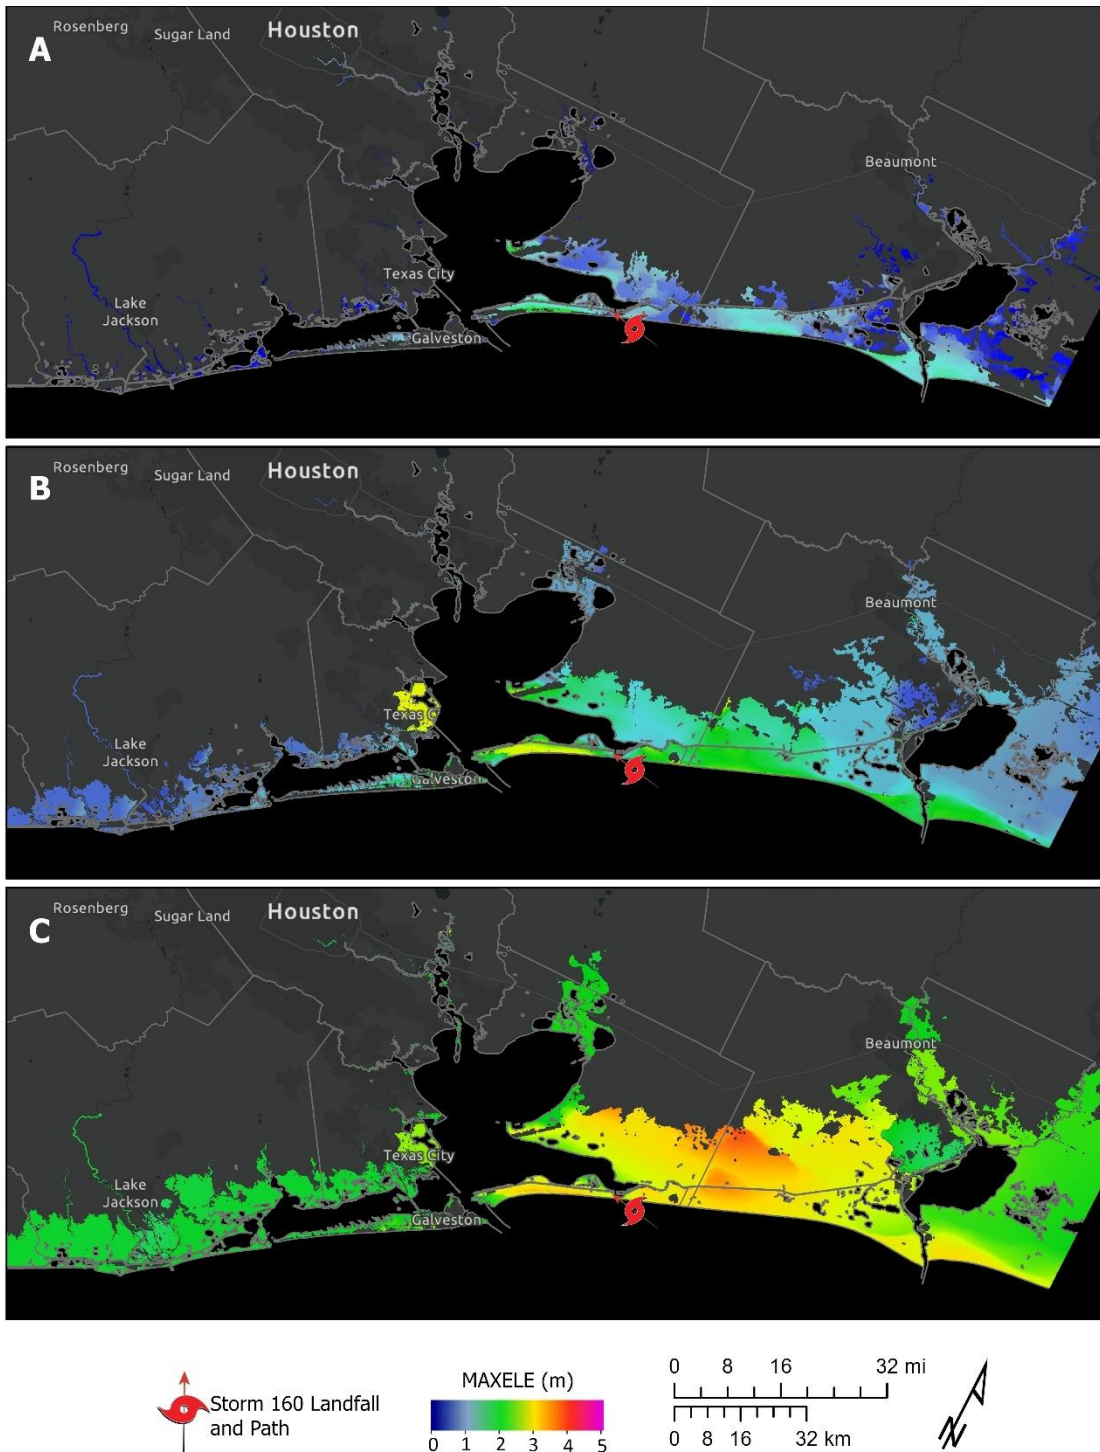 A
Rosenberg
Sugar Land
Houston
Beaumont
Texas City
Lake
Jackson
Galveston
B
Rosenberg
Sugar Land
Houston
Beaumont
Texas C
Lake
Jackson
Galveston
C
Rosenberg
Sugar Land
Houston
Beaumont
Texas City
Lake
Jackson
Galveston
Storm 160 Landfall
and Path
MAXELE (m)
0 1 2 3 4 5
0 8 16 32 mi
0 8 16 32 km
N